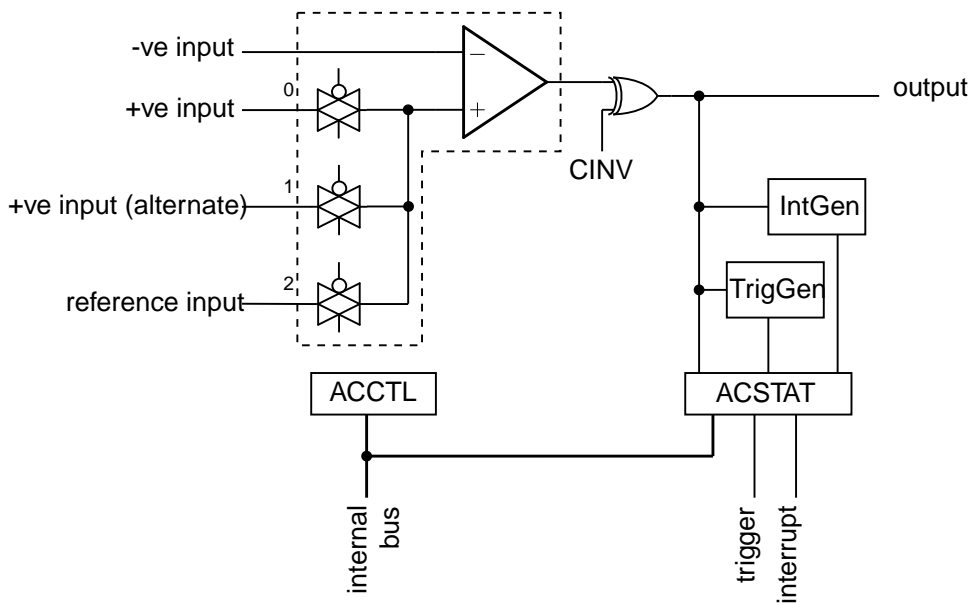 -ve input
−
output
0
+ve input
+
CINV
1
+ve input (alternate)
IntGen
2
reference input
TrigGen
ACCTL
ACSTAT
internal
bus
trigger
interrupt